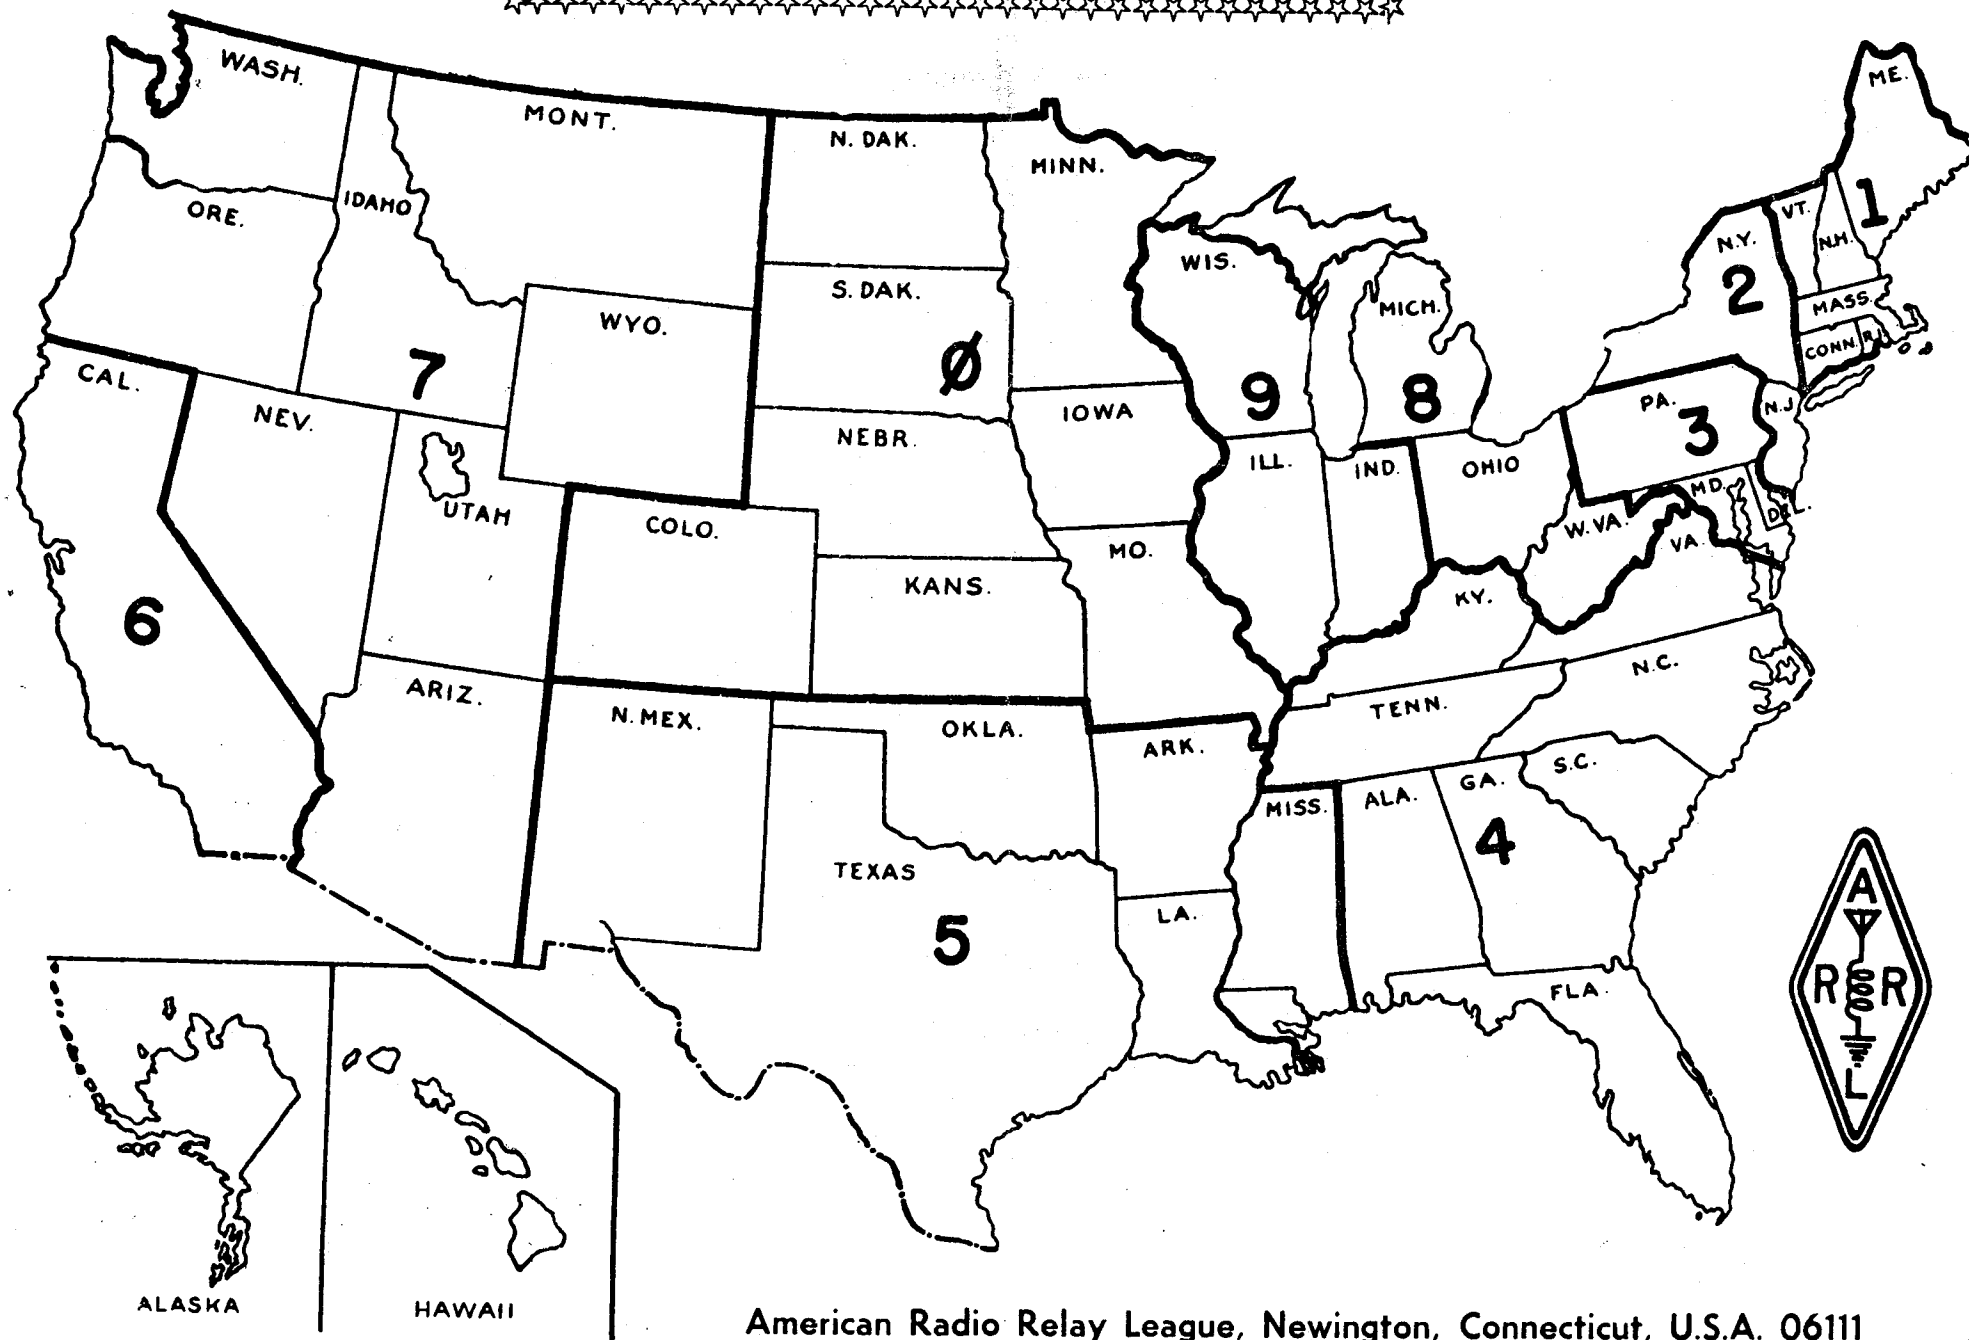 WASH.
MONT.
N. DAK.
MINN.
ME.
ORE.
IDAHO
VT.
1
N.Y.
N.H.
WIS.
2
S. DAK.
MICH.
MASS.
WYO.
CONN.
R.I.
7
Ø
9
8
CAL.
NEV.
IOWA
PA.
N.J.
3
NEBR.
ILL.
IND.
OHIO
MD.
UTAH
COLO.
MO.
W. VA.
DEL.
VA.
KANS.
KY.
6
ARIZ.
N. MEX.
OKLA.
ARK.
TENN.
N.C.
MISS.
ALA.
GA.
S.C.
4
TEXAS
LA.
5
FLA.
A
R R
L
ALASKA
HAWAII
American Radio Relay League, Newington, Connecticut, U.S.A. 06111